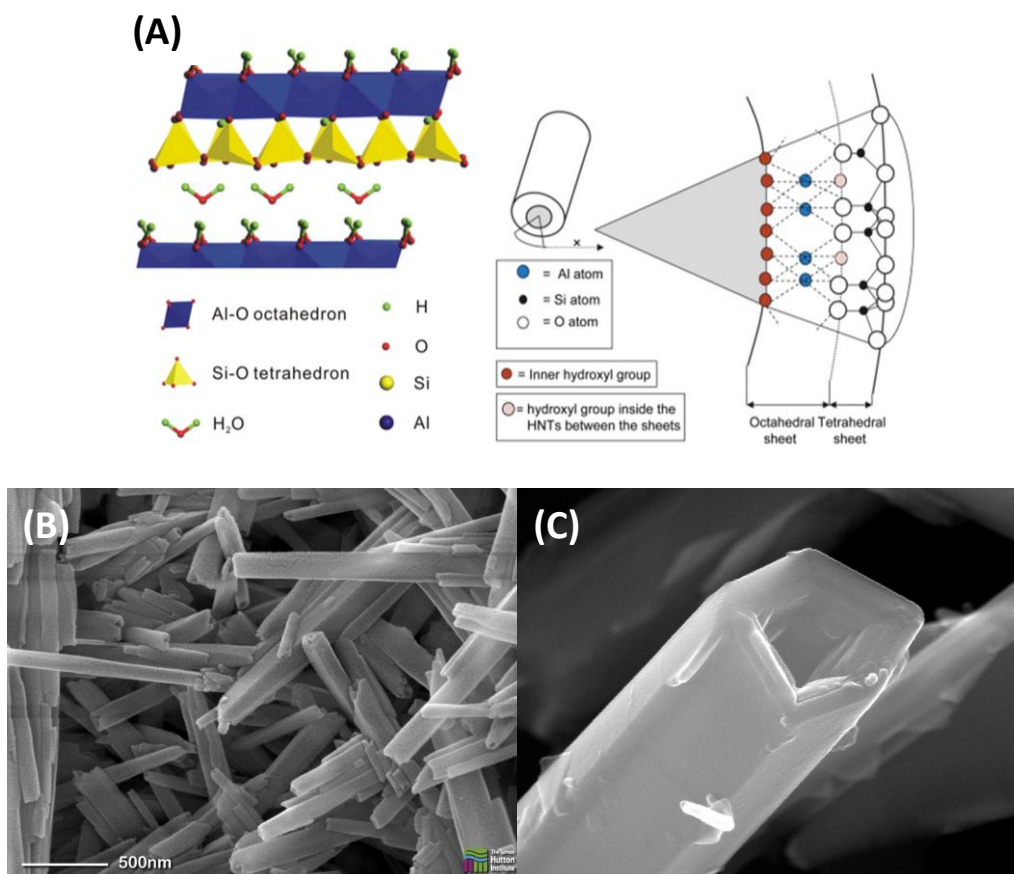 (A)
Al-O octahedron
Si-O tetrahedron
H₂O
H
O
Si
Al
x
= Al atom
= Si atom
= O atom
= Inner hydroxyl group
= hydroxyl group inside the
HNTs between the sheets
Octahedral Tetrahedral
sheet sheet
(B)
(C)
500nm
The James
Hutton
Institute